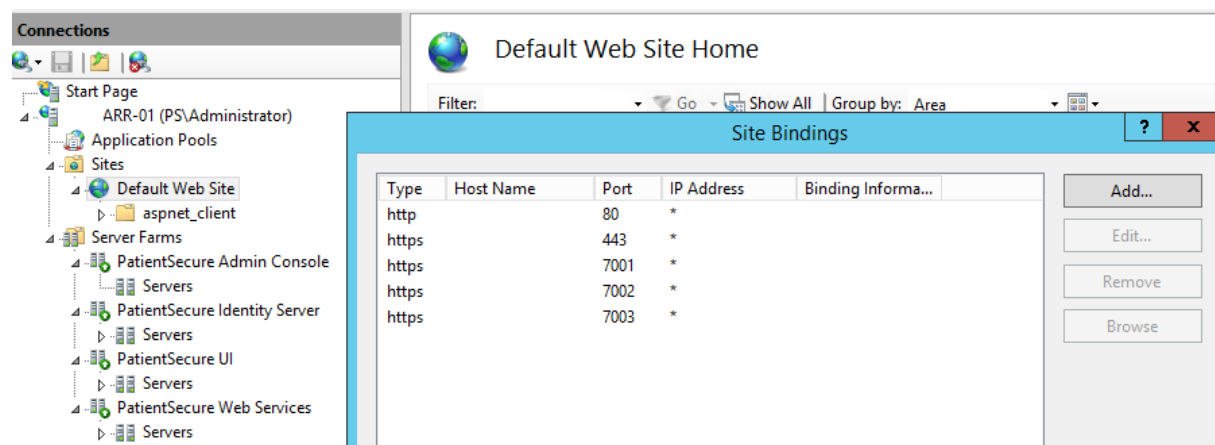 Connections
Start Page
ARR-01 (PS\Administrator)
Application Pools
Sites
Default Web Site
aspnet_client
Server Farms
PatientSecure Admin Console
Servers
PatientSecure Identity Server
Servers
PatientSecure UI
Servers
PatientSecure Web Services
Servers
Default Web Site Home
Filter: Go Show All Group by: Area
Site Bindings ? x
Type Host Name Port IP Address Binding Informa...
http 80 *
https 443 *
https 7001 *
https 7002 *
https 7003 *
Add...
Edit...
Remove
Browse